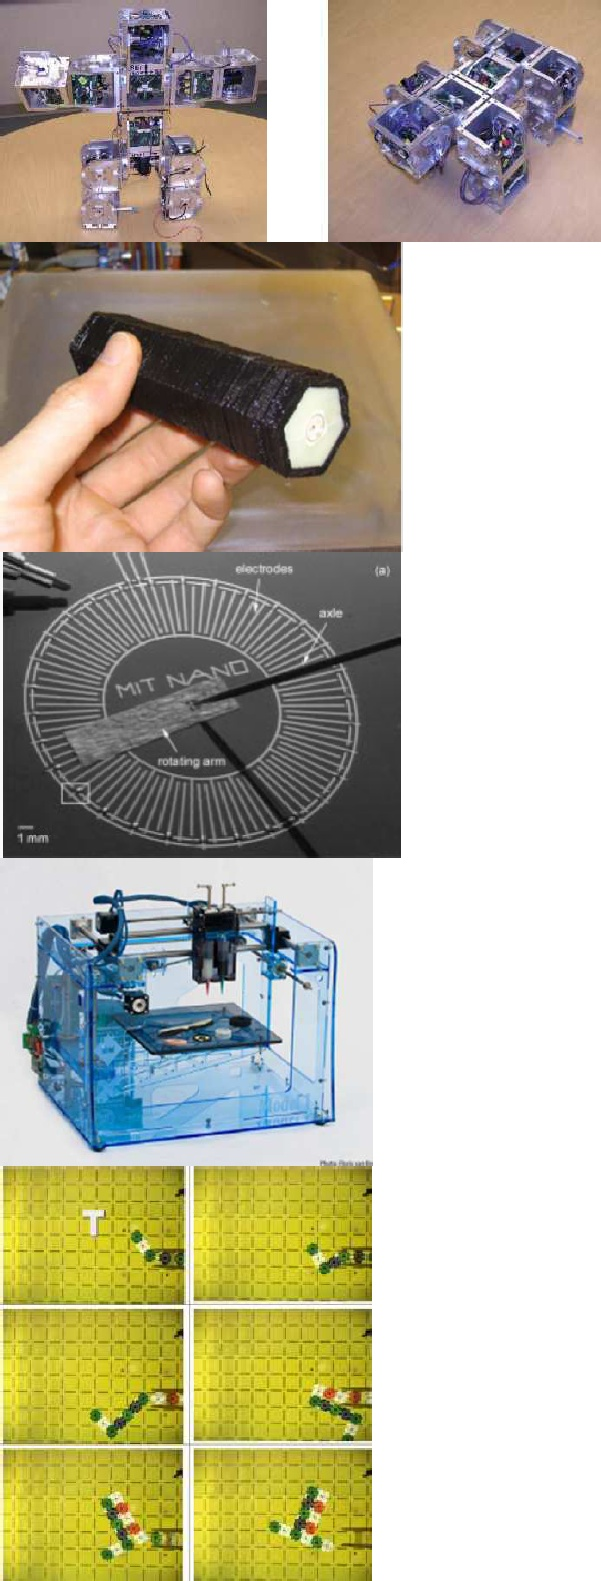 electrodes
(a)
axle
MIT NANO
rotating arm
1 mm
T